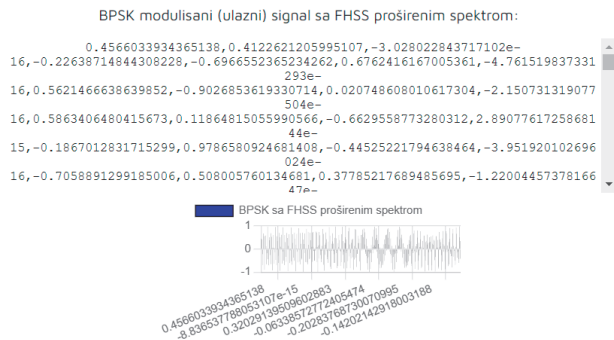 BPSK modulisani (ulazni) signal sa FHSS proširenim spektrom:
0.4566033934365138,0.4122621205995107,-3.028022843717102e-
16,-0.22638714844308228,-0.6966552365234262,0.6762416167005361,-4.761519837331
293e-
16,0.5621466638639852,-0.9026853619330714,0.020748608010617304,-2.150731319077
504e-
16,0.5863406480415673,0.11864815055990566,-0.6629558773280312,2.89077617258681
44e-
15,-0.1867012831715299,0.9786580924681408,-0.44525221794638464,-3.951920102696
024e-
16,-0.7058891299185006,0.508005760134681,0.37785217689485695,-1.22004457378166
47e-
BPSK sa FHSS proširenim spektrom
1
0
-1
0.4566033934365138
-8.836537788053107e-15
0.32029139509602883
-0.06338572772405474
-0.20283768730070995
-0.14202142918003188